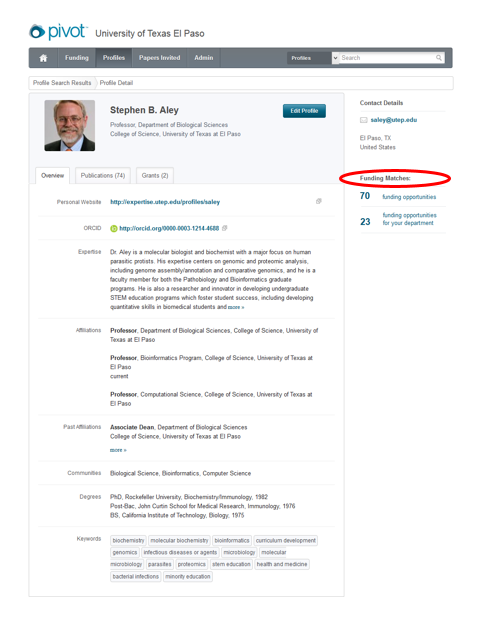 pivot™ University of Texas El Paso
Funding Profiles Papers Invited Admin Profiles Search
Profile Search Results Profile Detail
Stephen B. Aley
Edit Profile
Professor, Department of Biological Sciences
College of Science, University of Texas at El Paso
Contact Details
saley@utep.edu
El Paso, TX
United States
Overview Publications (74) Grants (2)
Funding Matches:
70 funding opportunities
23 funding opportunities
for your department
Personal Website http://expertise.utep.edu/profiles/saley
ORCID iD http://orcid.org/0000-0003-1214-4688
Expertise Dr. Aley is a molecular biologist and biochemist with a major focus on human
parasitic protists. His expertise centers on genomic and proteomic analysis,
including genome assembly/annotation and comparative genomics, and he is a
faculty member for both the Pathobiology and Bioinformatics graduate
programs. He is also a researcher and innovator in developing undergraduate
STEM education programs which foster student success, including developing
quantitative skills in biomedical students and more »
Affiliations Professor, Department of Biological Sciences, College of Science, University of
Texas at El Paso
Professor, Bioinformatics Program, College of Science, University of Texas at
El Paso
current
Professor, Computational Science, College of Science, University of Texas at
El Paso
Past Affiliations Associate Dean, Department of Biological Sciences
College of Science, University of Texas at El Paso
more »
Communities Biological Science, Bioinformatics, Computer Science
Degrees PhD, Rockefeller University, Biochemistry/Immunology, 1982
Post-Bac, John Curtin School for Medical Research, Immunology, 1976
BS, California Institute of Technology, Biology, 1975
Keywords biochemistry molecular biochemistry bioinformatics curriculum development
genomics infectious diseases or agents microbiology molecular
microbiology parasites proteomics stem education health and medicine
bacterial infections minority education